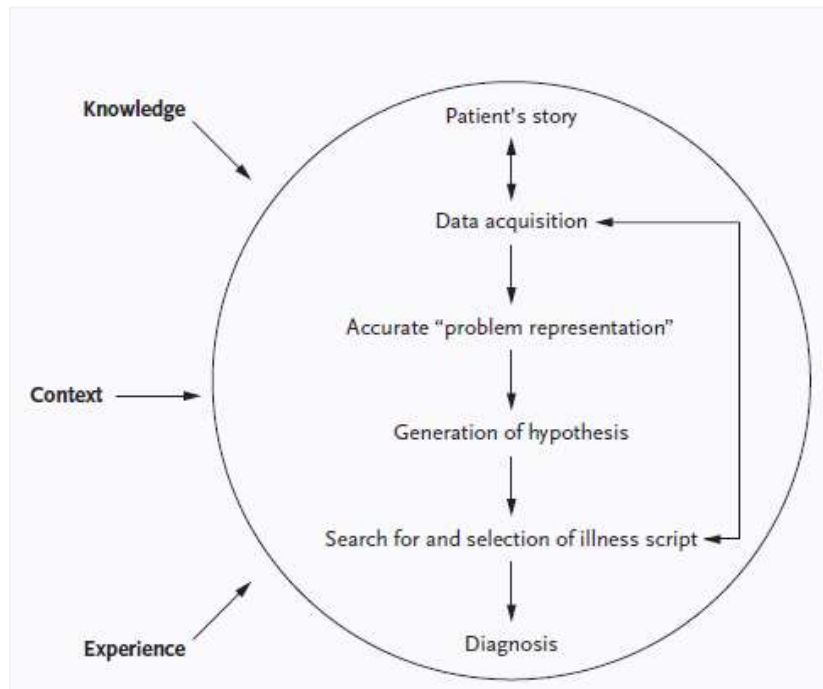 Knowledge
Patient's story
Data acquisition
Accurate “problem representation”
Context
Generation of hypothesis
Search for and selection of illness script
Experience
Diagnosis